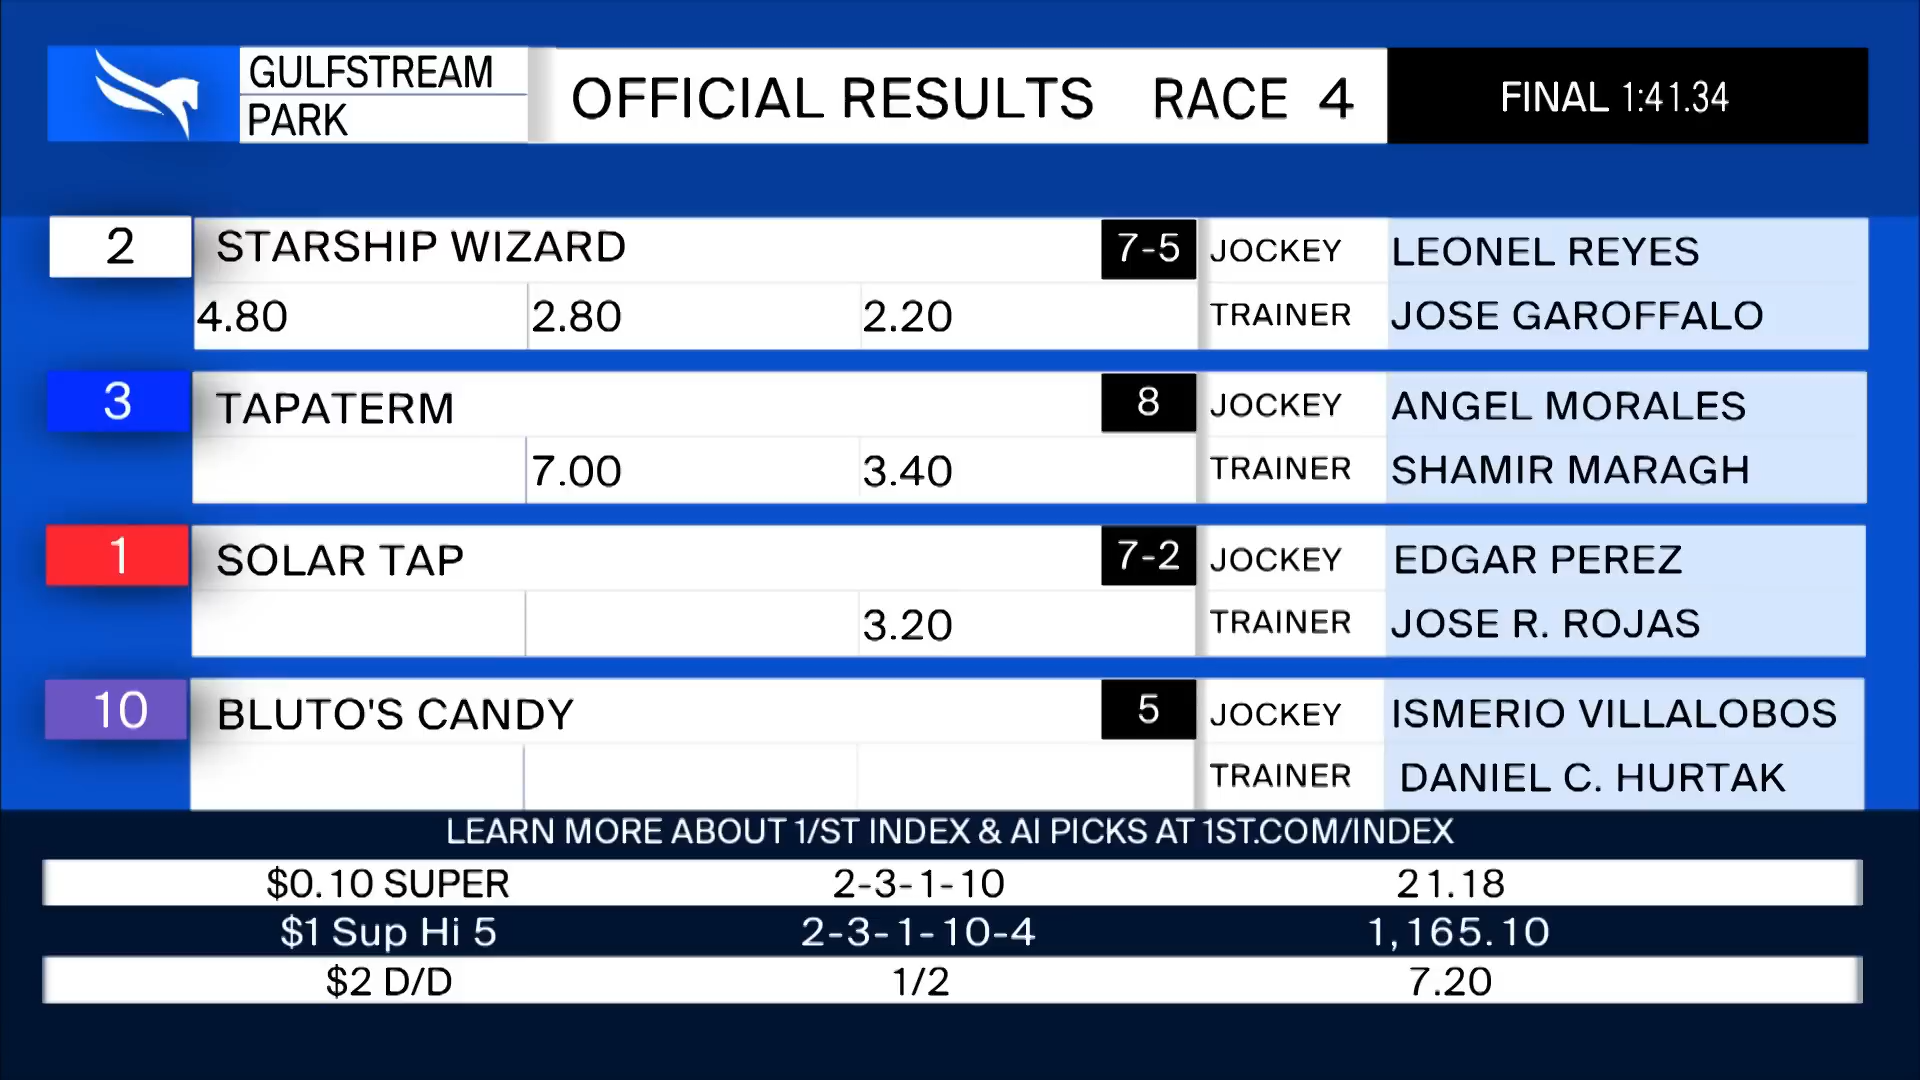 GULFSTREAM
PARK
OFFICIAL RESULTS RACE 4
FINAL 1:41.34
2 STARSHIP WIZARD 7-5 JOCKEY LEONEL REYES
4.80 2.80 2.20 TRAINER JOSE GAROFFALO
3 TAPATERM 8 JOCKEY ANGEL MORALES
7.00 3.40 TRAINER SHAMIR MARAGH
1 SOLAR TAP 7-2 JOCKEY EDGAR PEREZ
3.20 TRAINER JOSE R. ROJAS
10 BLUTO'S CANDY 5 JOCKEY ISMERIO VILLALOBOS
TRAINER DANIEL C. HURTAK
LEARN MORE ABOUT 1/ST INDEX & AI PICKS AT 1ST.COM/INDEX
$0.10 SUPER 2-3-1-10 21.18
$1 Sup Hi 5 2-3-1-10-4 1,165.10
$2 D/D 1/2 7.20